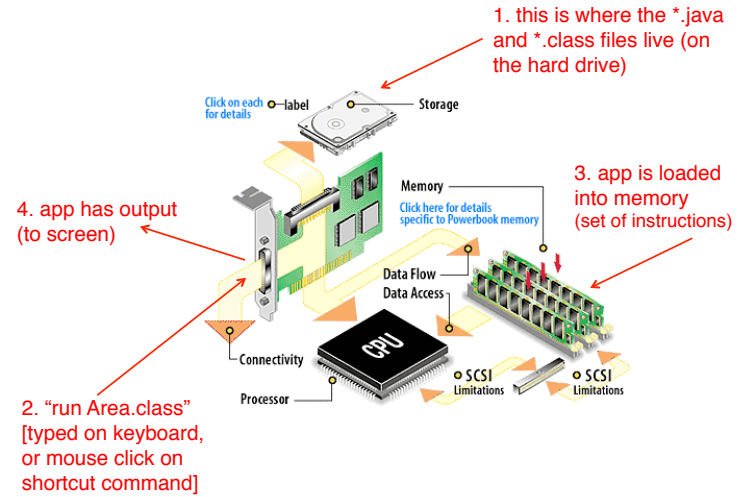 1. this is where the *.java
and *.class files live (on
the hard drive)
Click on each
for details
label
Storage
3. app is loaded
into memory
(set of instructions)
Memory
Click here for details
specific to Powerbook memory
4. app has output
(to screen)
Data Flow
Data Access
CPU
Connectivity
Processor
SCSI
Limitations
SCSI
Limitations
2. “run Area.class”
[typed on keyboard,
or mouse click on
shortcut command]